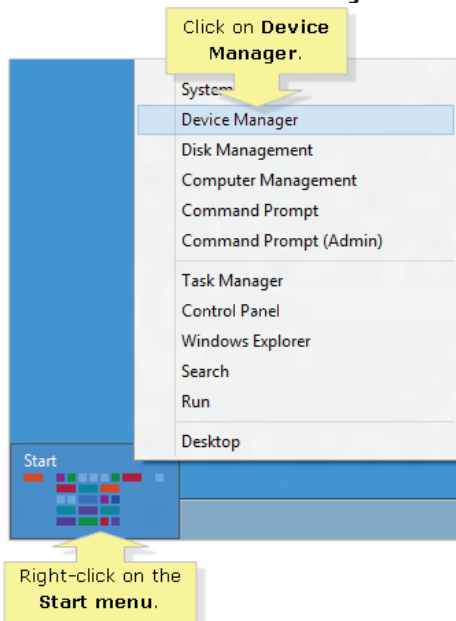 Click on Device
Manager.
System
Device Manager
Disk Management
Computer Management
Command Prompt
Command Prompt (Admin)
Task Manager
Control Panel
Windows Explorer
Search
Run
Desktop
Start
Right-click on the
Start menu.